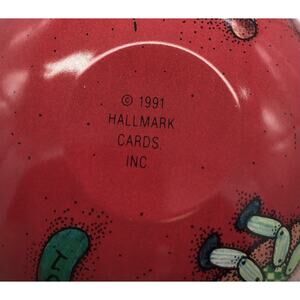 © 1991
HALLMARK
CARDS,
INC.